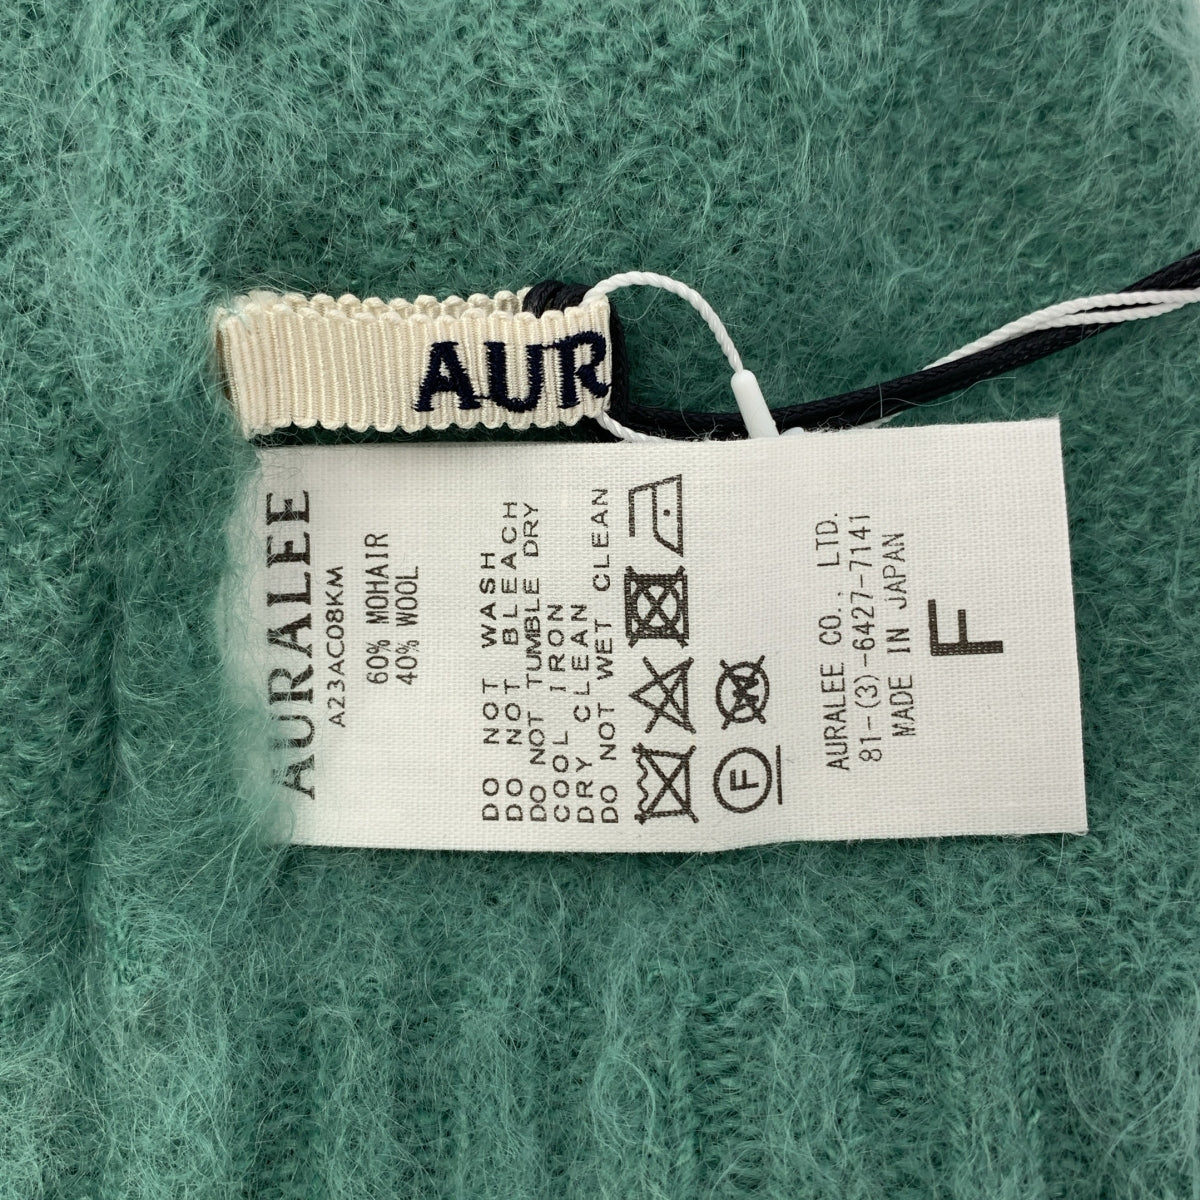 AUR
AURALEE
A23AC08KM
60% MOHAIR
40% WOOL
DO NOT WASH
DO NOT BLEACH
DO NOT TUMBLE DRY
COOL IRON
DRY CLEAN
DO NOT WET CLEAN
W
F
AURALEE CO., LTD.
81-(3)-6427-7141
MADE IN JAPAN
F